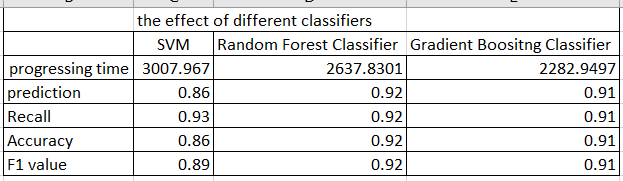 the effect of different classifiers
SVM Random Forest Classifier Gradient Boositng Classifier
progressing time 3007.967 2637.8301 2282.9497
prediction 0.86 0.92 0.91
Recall 0.93 0.92 0.91
Accuracy 0.86 0.92 0.91
F1 value 0.89 0.92 0.91